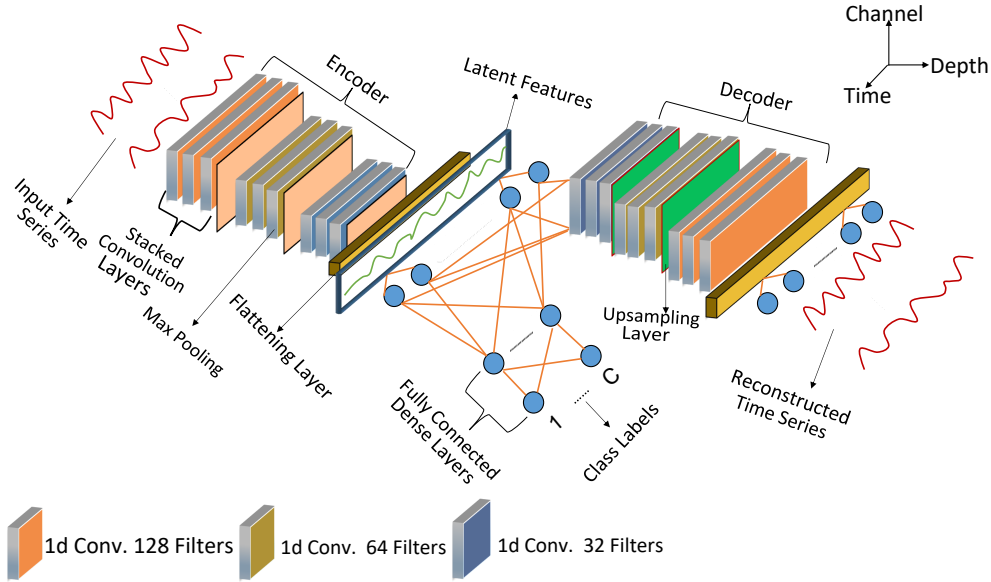 Channel
Depth
Time
Encoder
Latent Features
Decoder
Input Time
Series
Stacked
Convolution
Layers
Max Pooling
Flattening Layer
Fully Connected
Dense Layers
1
......
C
Class Labels
Upsampling
Layer
Reconstructed
Time Series
1d Conv. 128 Filters
1d Conv. 64 Filters
1d Conv. 32 Filters